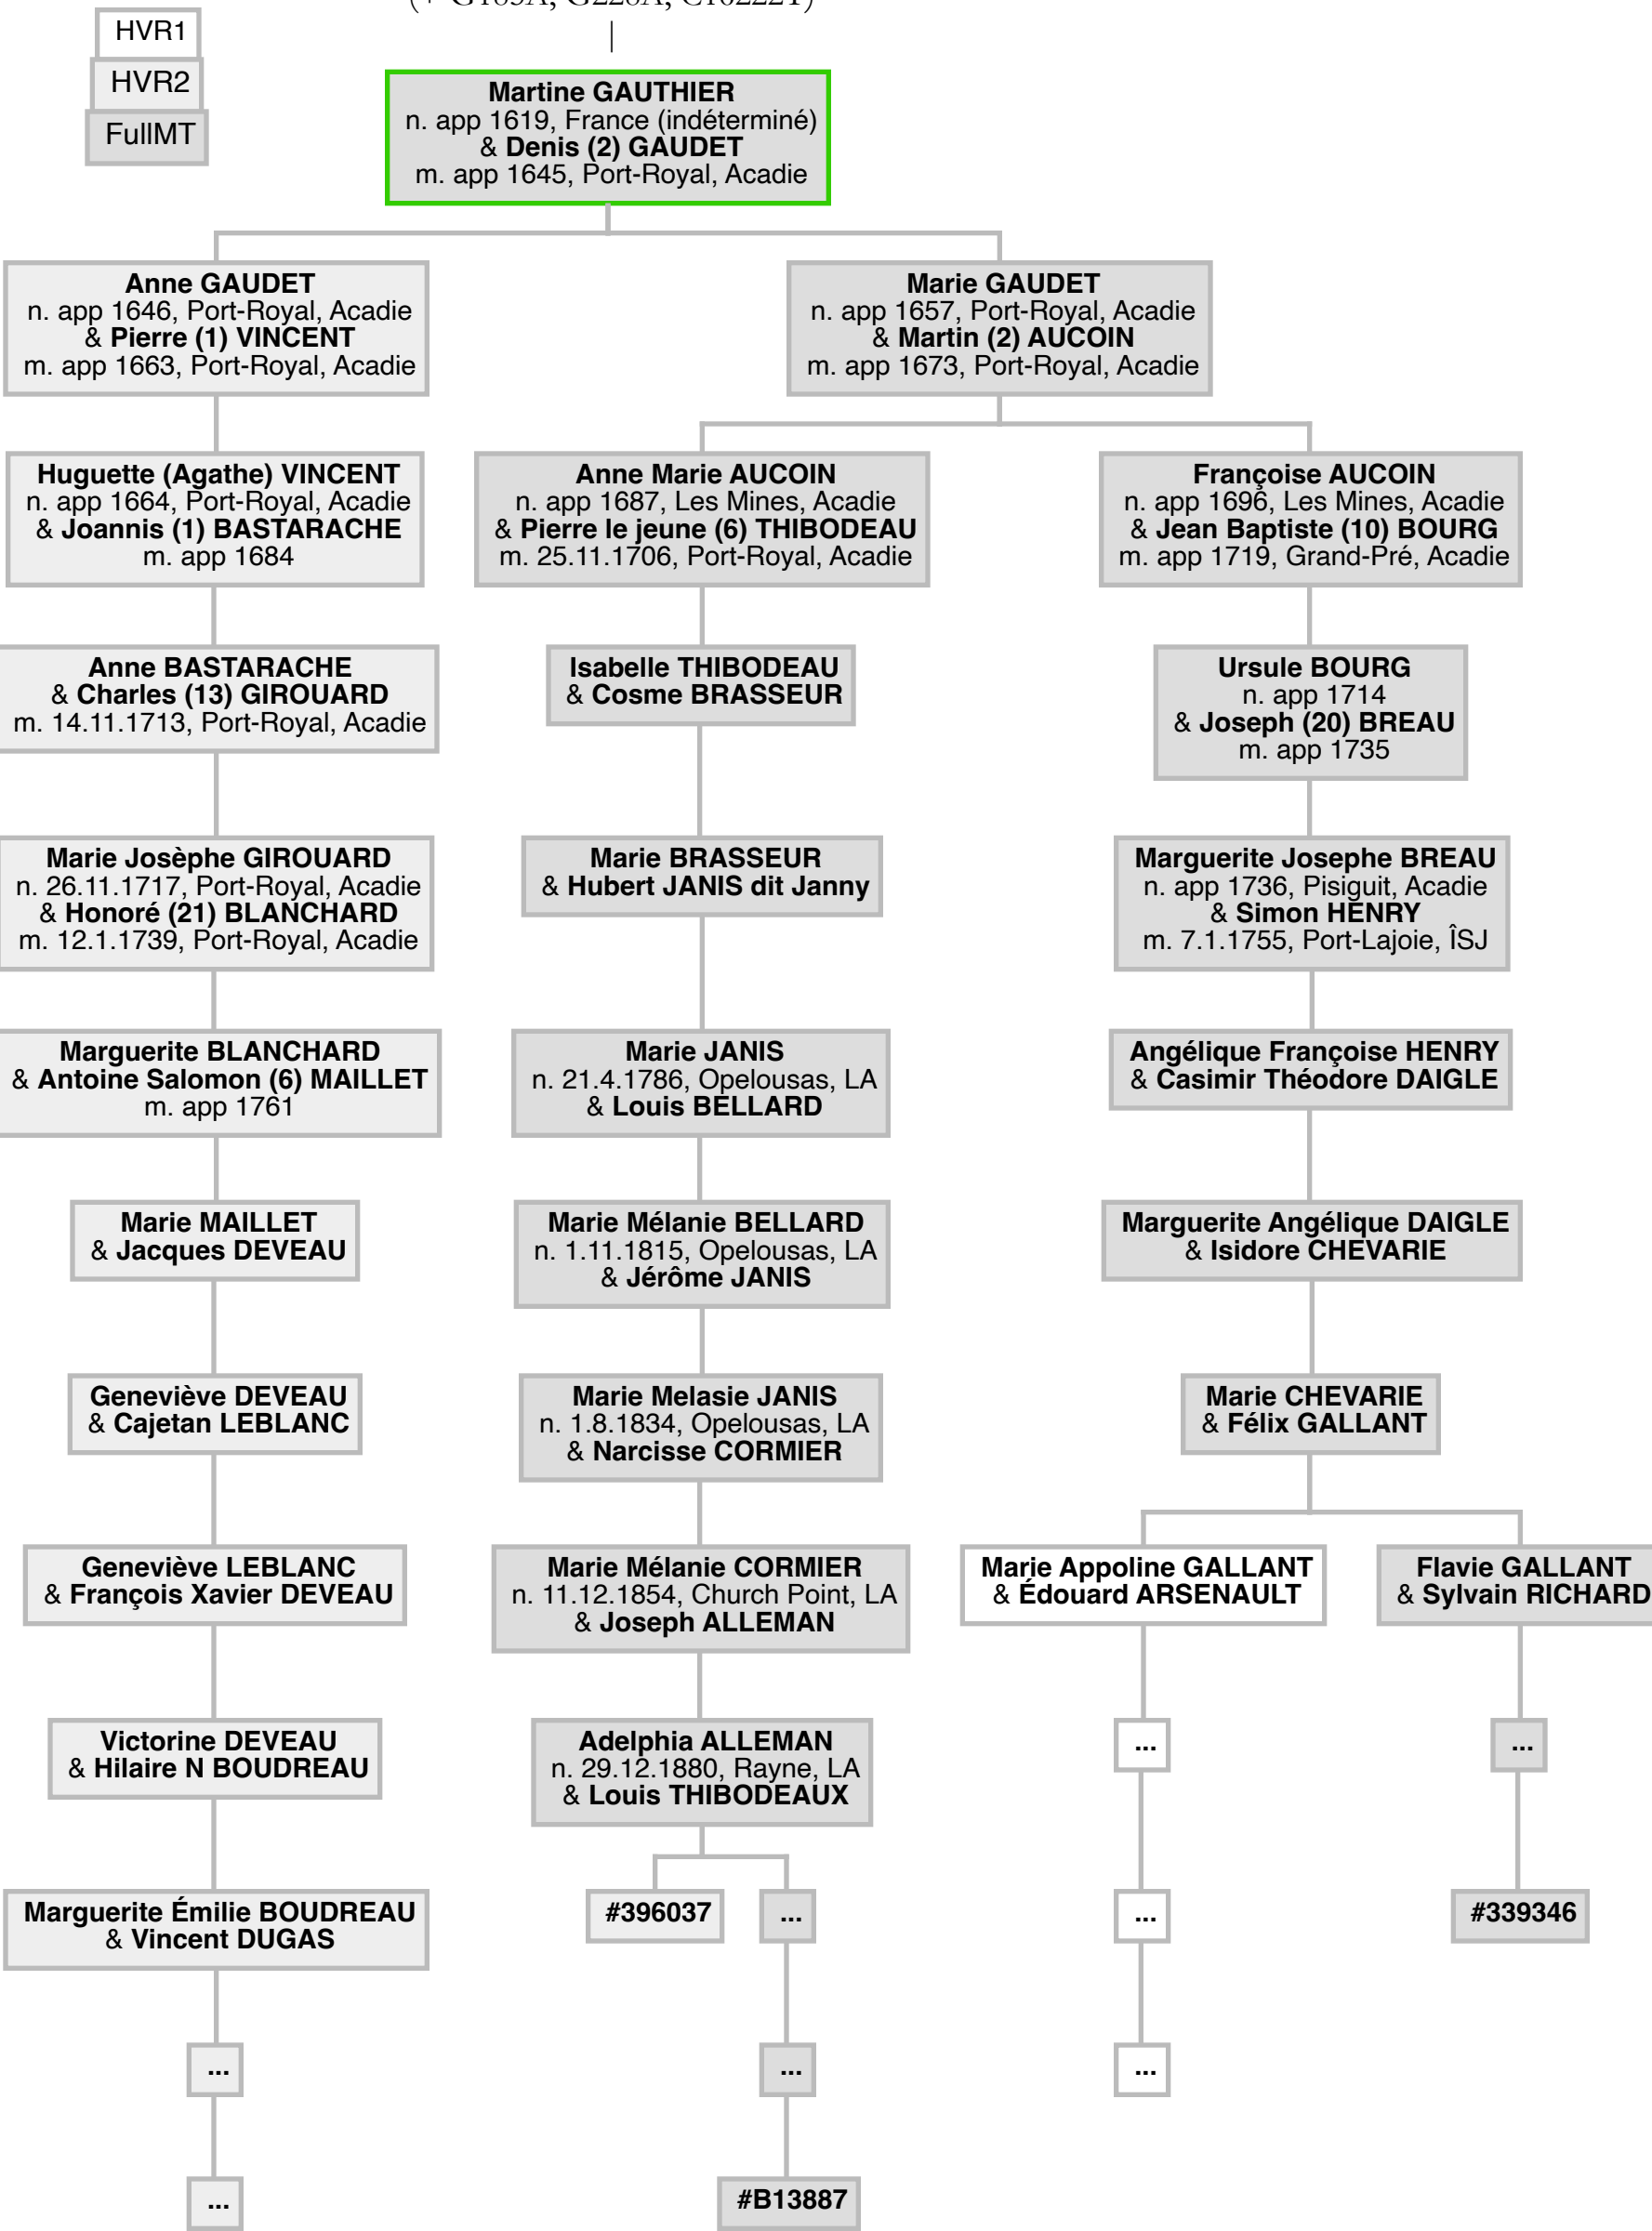 HVR1
HVR2
FullMT
Martine GAUTHIER
n. app 1619, France (indéterminé)
& Denis (2) GAUDET
m. app 1645, Port-Royal, Acadie
Anne GAUDET
n. app 1646, Port-Royal, Acadie
& Pierre (1) VINCENT
m. app 1663, Port-Royal, Acadie
Marie GAUDET
n. app 1657, Port-Royal, Acadie
& Martin (2) AUCOIN
m. app 1673, Port-Royal, Acadie
Huguette (Agathe) VINCENT
n. app 1664, Port-Royal, Acadie
& Joannis (1) BASTARACHE
m. app 1684
Anne Marie AUCOIN
n. app 1687, Les Mines, Acadie
& Pierre le jeune (6) THIBODEAU
m. 25.11.1706, Port-Royal, Acadie
Françoise AUCOIN
n. app 1696, Les Mines, Acadie
& Jean Baptiste (10) BOURG
m. app 1719, Grand-Pré, Acadie
Anne BASTARACHE
& Charles (13) GIROUARD
m. 14.11.1713, Port-Royal, Acadie
Isabelle THIBODEAU
& Cosme BRASSEUR
Ursule BOURG
n. app 1714
& Joseph (20) BREAU
m. app 1735
Marie Josèphe GIROUARD
n. 26.11.1717, Port-Royal, Acadie
& Honoré (21) BLANCHARD
m. 12.1.1739, Port-Royal, Acadie
Marie BRASSEUR
& Hubert JANIS dit Janny
Marguerite Josephe BREAU
n. app 1736, Pisiguit, Acadie
& Simon HENRY
m. 7.1.1755, Port-Lajoie, ÎSJ
Marguerite BLANCHARD
& Antoine Salomon (6) MAILLET
m. app 1761
Marie JANIS
n. 21.4.1786, Opelousas, LA
& Louis BELLARD
Angélique Françoise HENRY
& Casimir Théodore DAIGLE
Marie MAILLET
& Jacques DEVEAU
Marie Mélanie BELLARD
n. 1.11.1815, Opelousas, LA
& Jérôme JANIS
Marguerite Angélique DAIGLE
& Isidore CHEVARIE
Geneviève DEVEAU
& Cajetan LEBLANC
Marie Melasie JANIS
n. 1.8.1834, Opelousas, LA
& Narcisse CORMIER
Marie CHEVARIE
& Félix GALLANT
Geneviève LEBLANC
& François Xavier DEVEAU
Marie Mélanie CORMIER
n. 11.12.1854, Church Point, LA
& Joseph ALLEMAN
Marie Appoline GALLANT
& Édouard ARSENAULT
Flavie GALLANT
& Sylvain RICHARD
Victorine DEVEAU
& Hilaire N BOUDREAU
Adelphia ALLEMAN
n. 29.12.1880, Rayne, LA
& Louis THIBODEAUX
...
...
Marguerite Émilie BOUDREAU
& Vincent DUGAS
#396037
...
...
#339346
...
...
...
...
#B13887